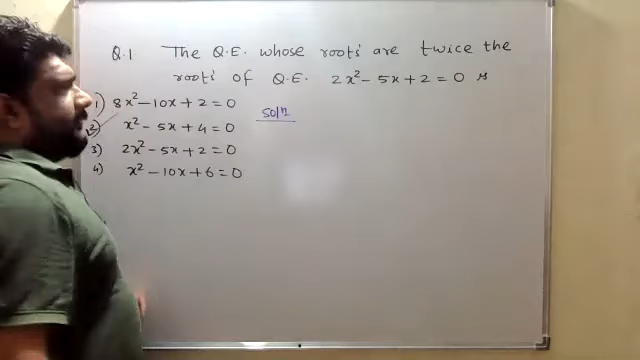 Q.1 The Q.E. whose roots are twice the
roots of Q.E. 2x² - 5x + 2 = 0 is
1) 8x² - 10x + 2 = 0
2) x² - 5x + 4 = 0
3) 2x² - 5x + 2 = 0
4) x² - 10x + 6 = 0
Solⁿ